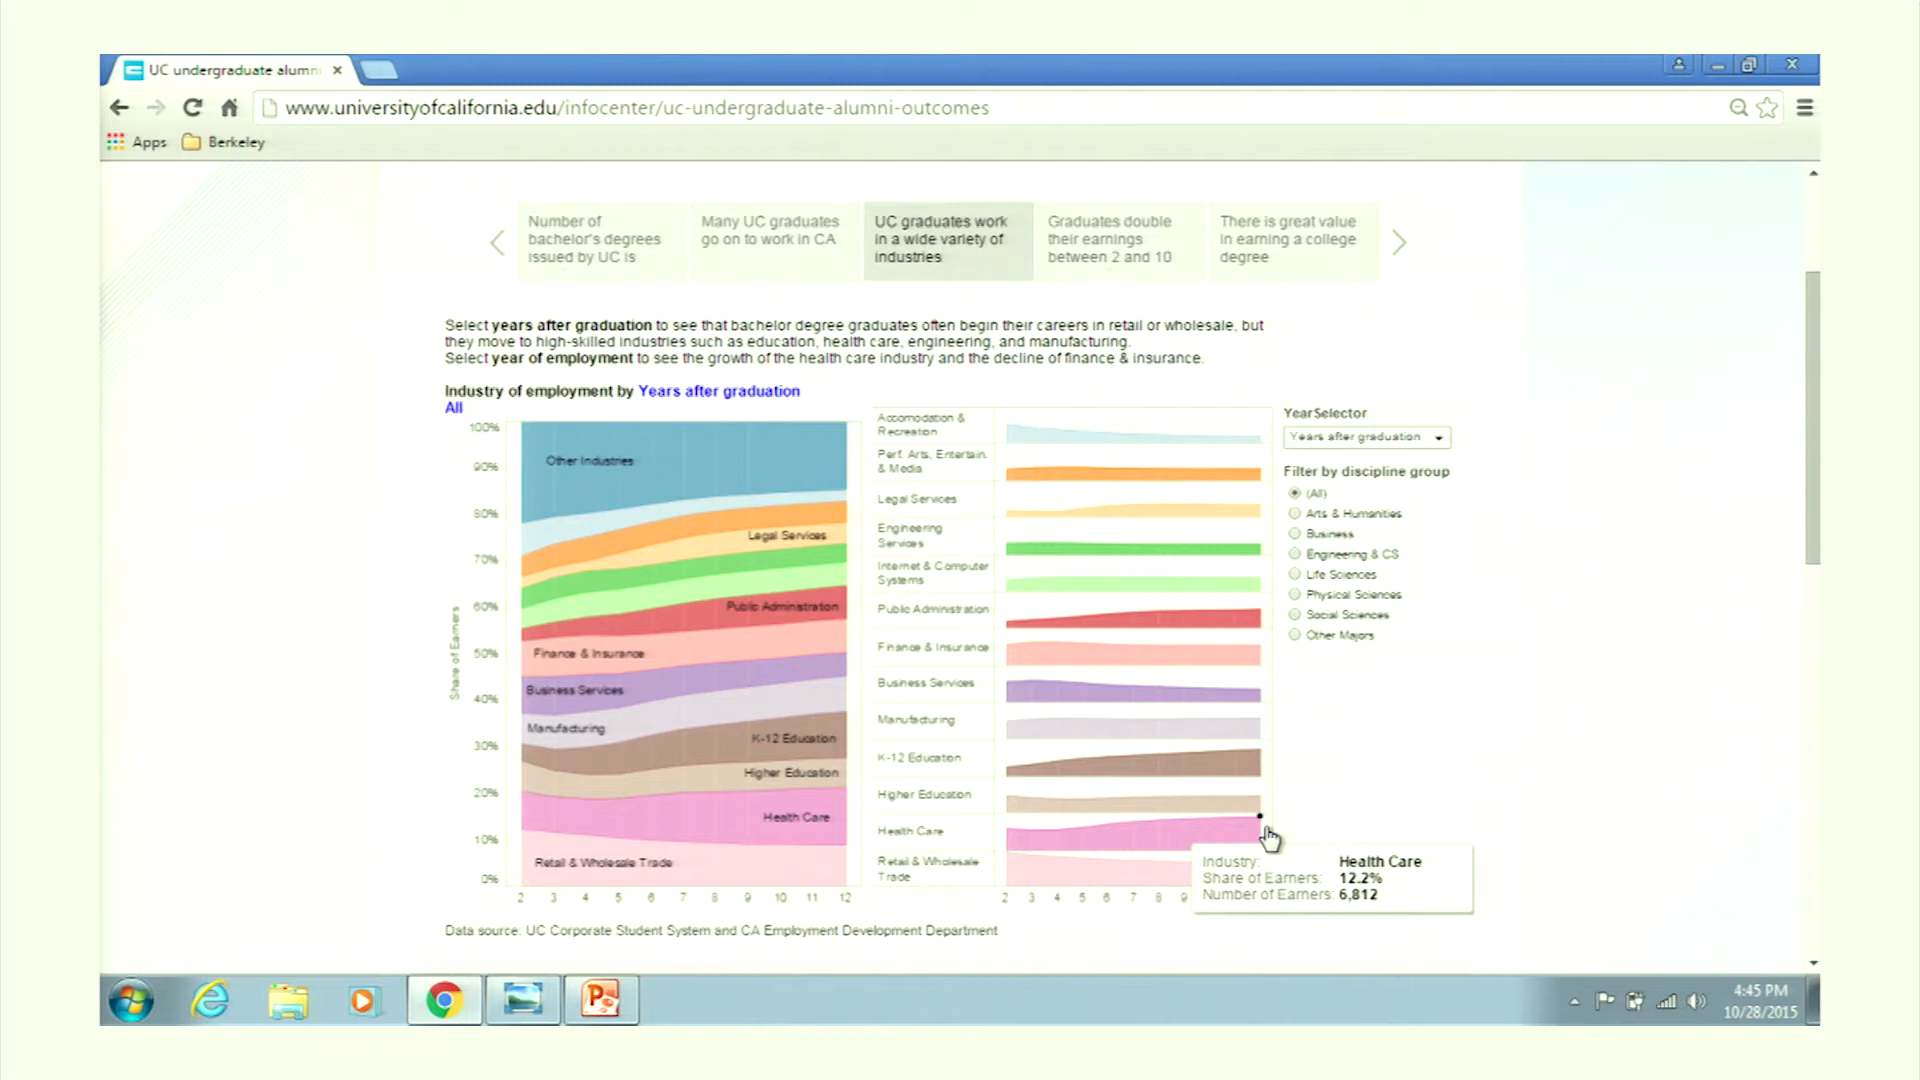 UC undergraduate alumni
www.universityofcalifornia.edu/infocenter/uc-undergraduate-alumni-outcomes
Apps Berkeley
Number of
bachelor's degrees
issued by UC is
Many UC graduates
go on to work in CA
UC graduates work
in a wide variety of
industries
Graduates double
their earnings
between 2 and 10
There is great value
in earning a college
degree
Select years after graduation to see that bachelor degree graduates often begin their careers in retail or wholesale, but
they move to high-skilled industries such as education, health care, engineering, and manufacturing.
Select year of employment to see the growth of the health care industry and the decline of finance & insurance.
Industry of employment by Years after graduation
All
Share of Earners
100%
90%
80%
70%
60%
50%
40%
30%
20%
10%
0%
Other Industries
Legal Services
Public Administration
Finance & Insurance
Business Services
Manufacturing
K-12 Education
Higher Education
Health Care
Retail & Wholesale Trade
2 3 4 5 6 7 8 9 10 11 12
Accomodation &
Recreation
Perf. Arts, Entertain.
& Media
Legal Services
Engineering
Services
Internet & Computer
Systems
Public Administration
Finance & Insurance
Business Services
Manufacturing
K-12 Education
Higher Education
Health Care
Retail & Wholesale
Trade
2 3 4 5 6 7 8 9
YearSelector
Years after graduation
Filter by discipline group
(All)
Arts & Humanities
Business
Engineering & CS
Life Sciences
Physical Sciences
Social Sciences
Other Majors
Industry: Health Care
Share of Earners: 12.2%
Number of Earners: 6,812
Data source: UC Corporate Student System and CA Employment Development Department
4:45 PM
10/28/2015